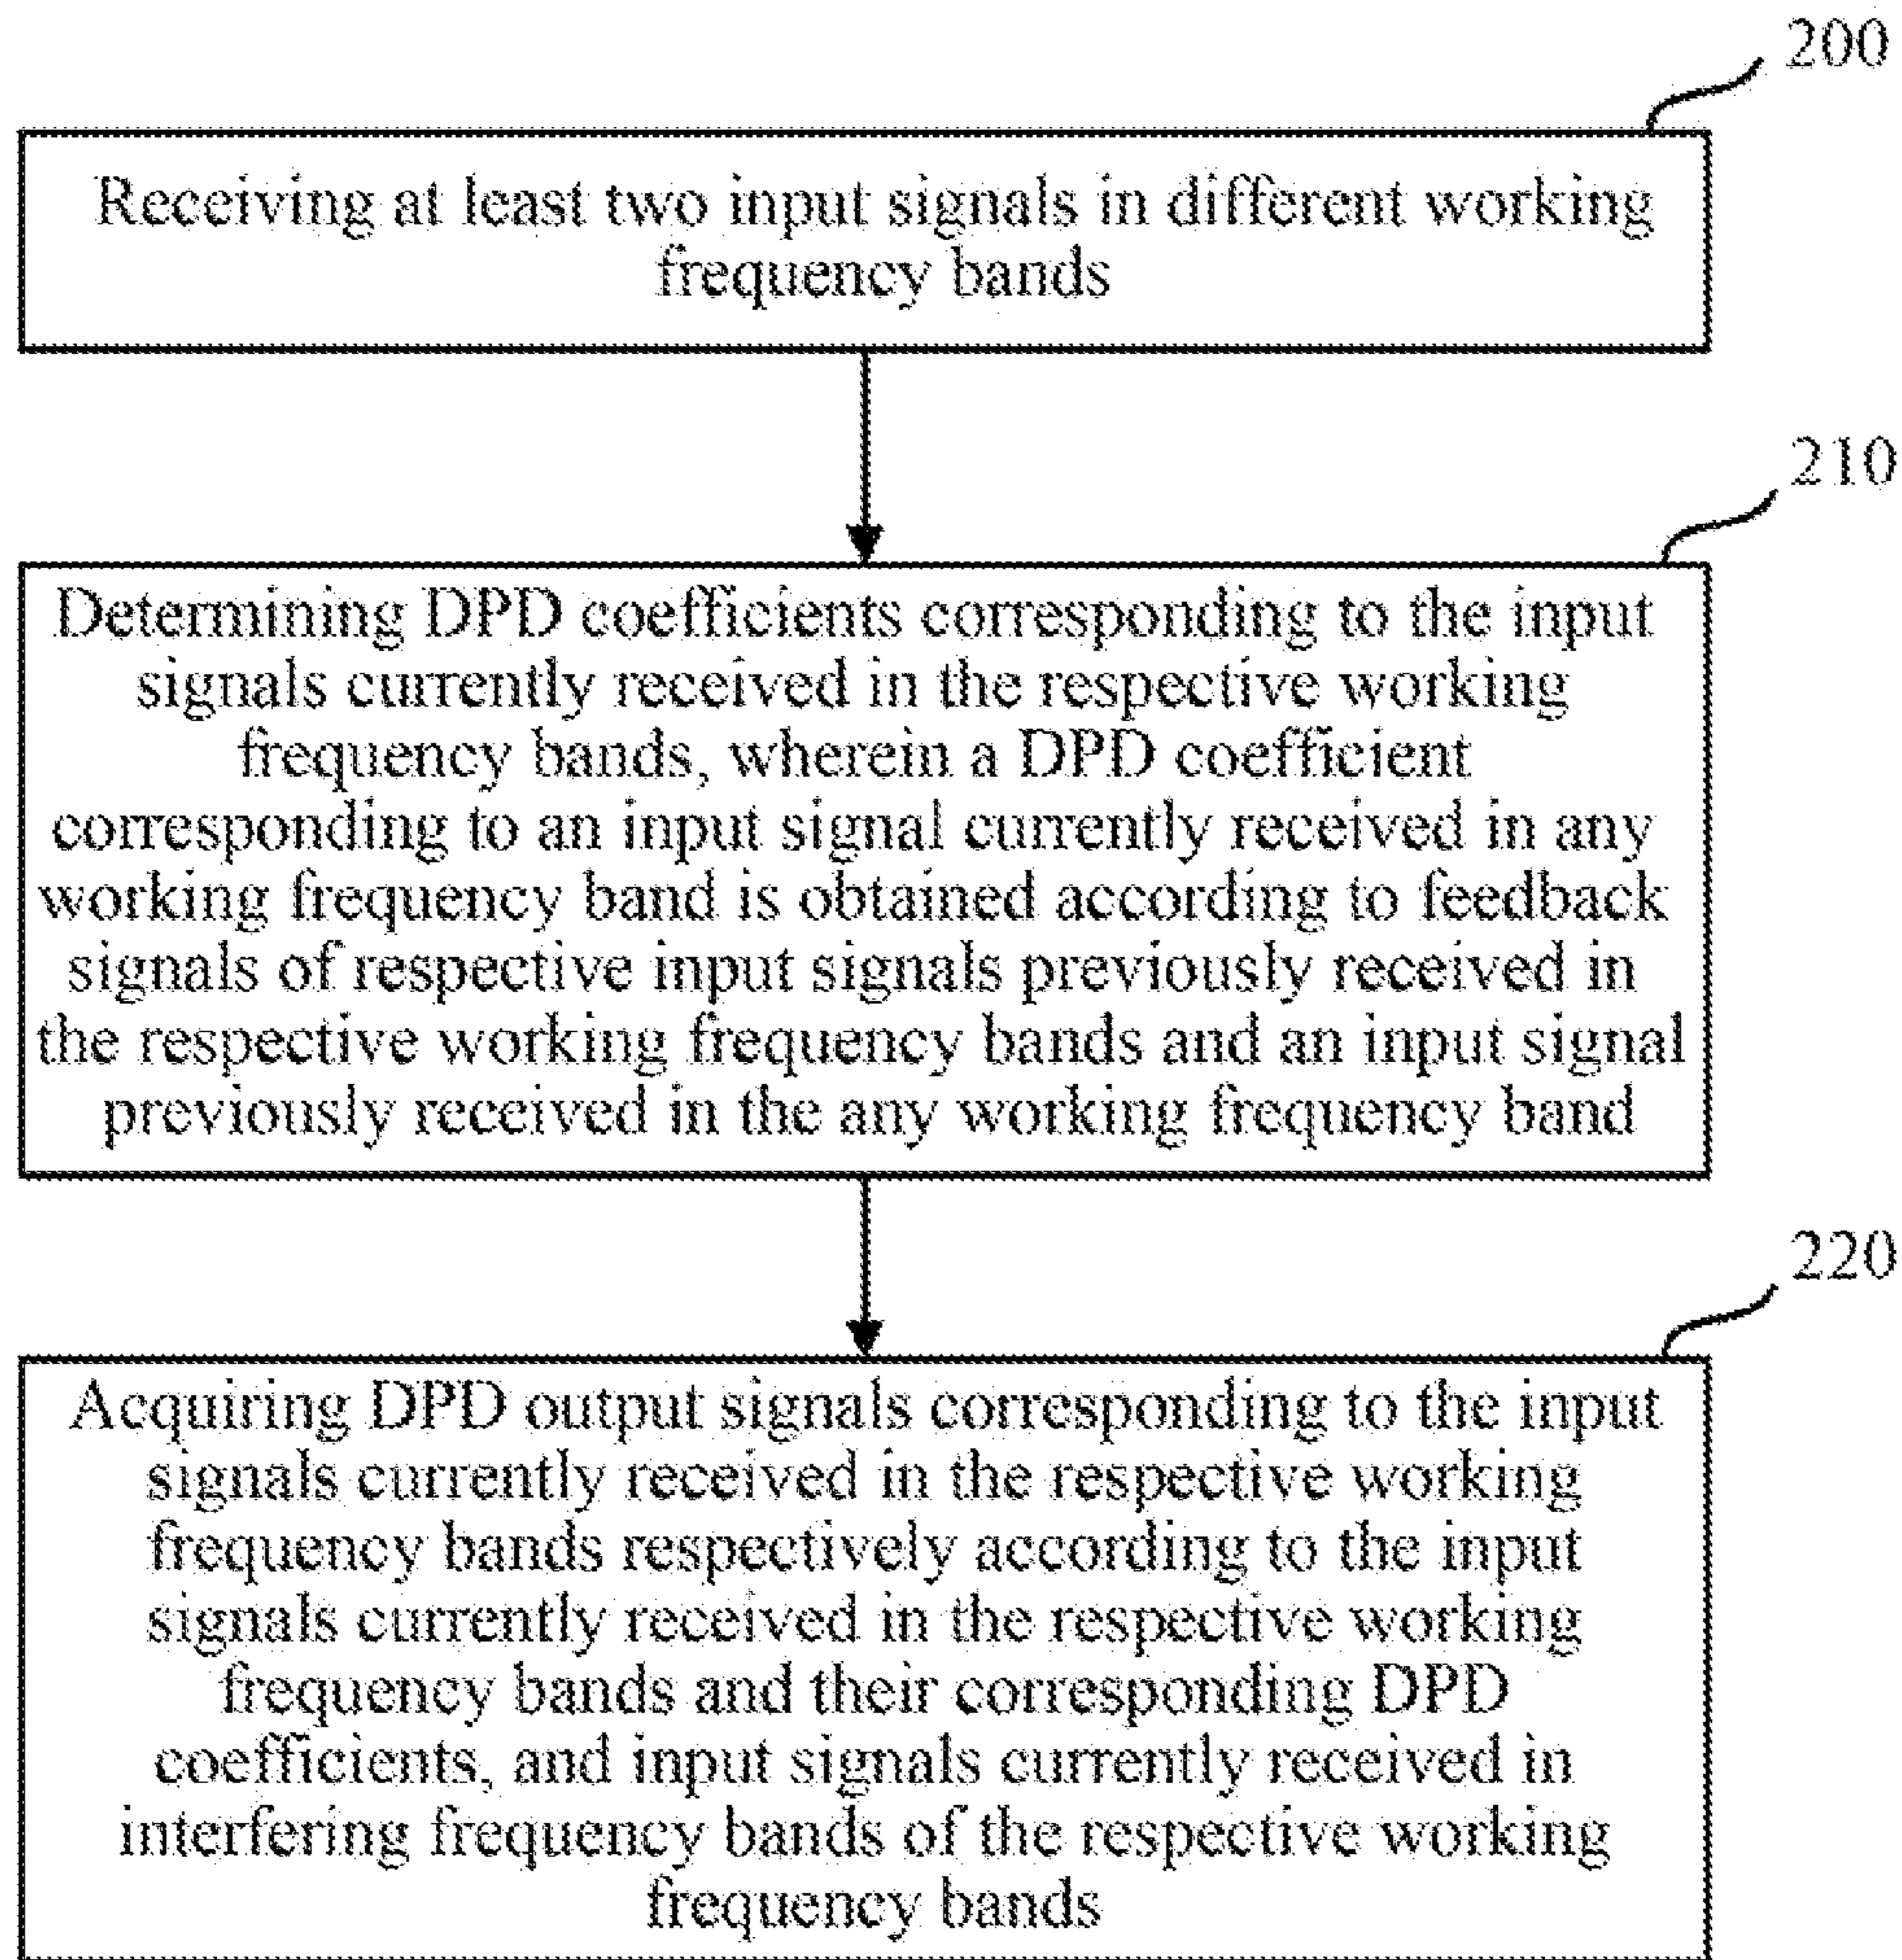 200
Receiving at least two input signals in different working
frequency bands
210
Determining DPD coefficients corresponding to the input
signals currently received in the respective working
frequency bands, wherein a DPD coefficient
corresponding to an input signal currently received in any
working frequency band is obtained according to feedback
signals of respective input signals previously received in
the respective working frequency bands and an input signal
previously received in the any working frequency band
220
Acquiring DPD output signals corresponding to the input
signals currently received in the respective working
frequency bands respectively according to the input
signals currently received in the respective working
frequency bands and their corresponding DPD
coefficients, and input signals currently received in
interfering frequency bands of the respective working
frequency bands